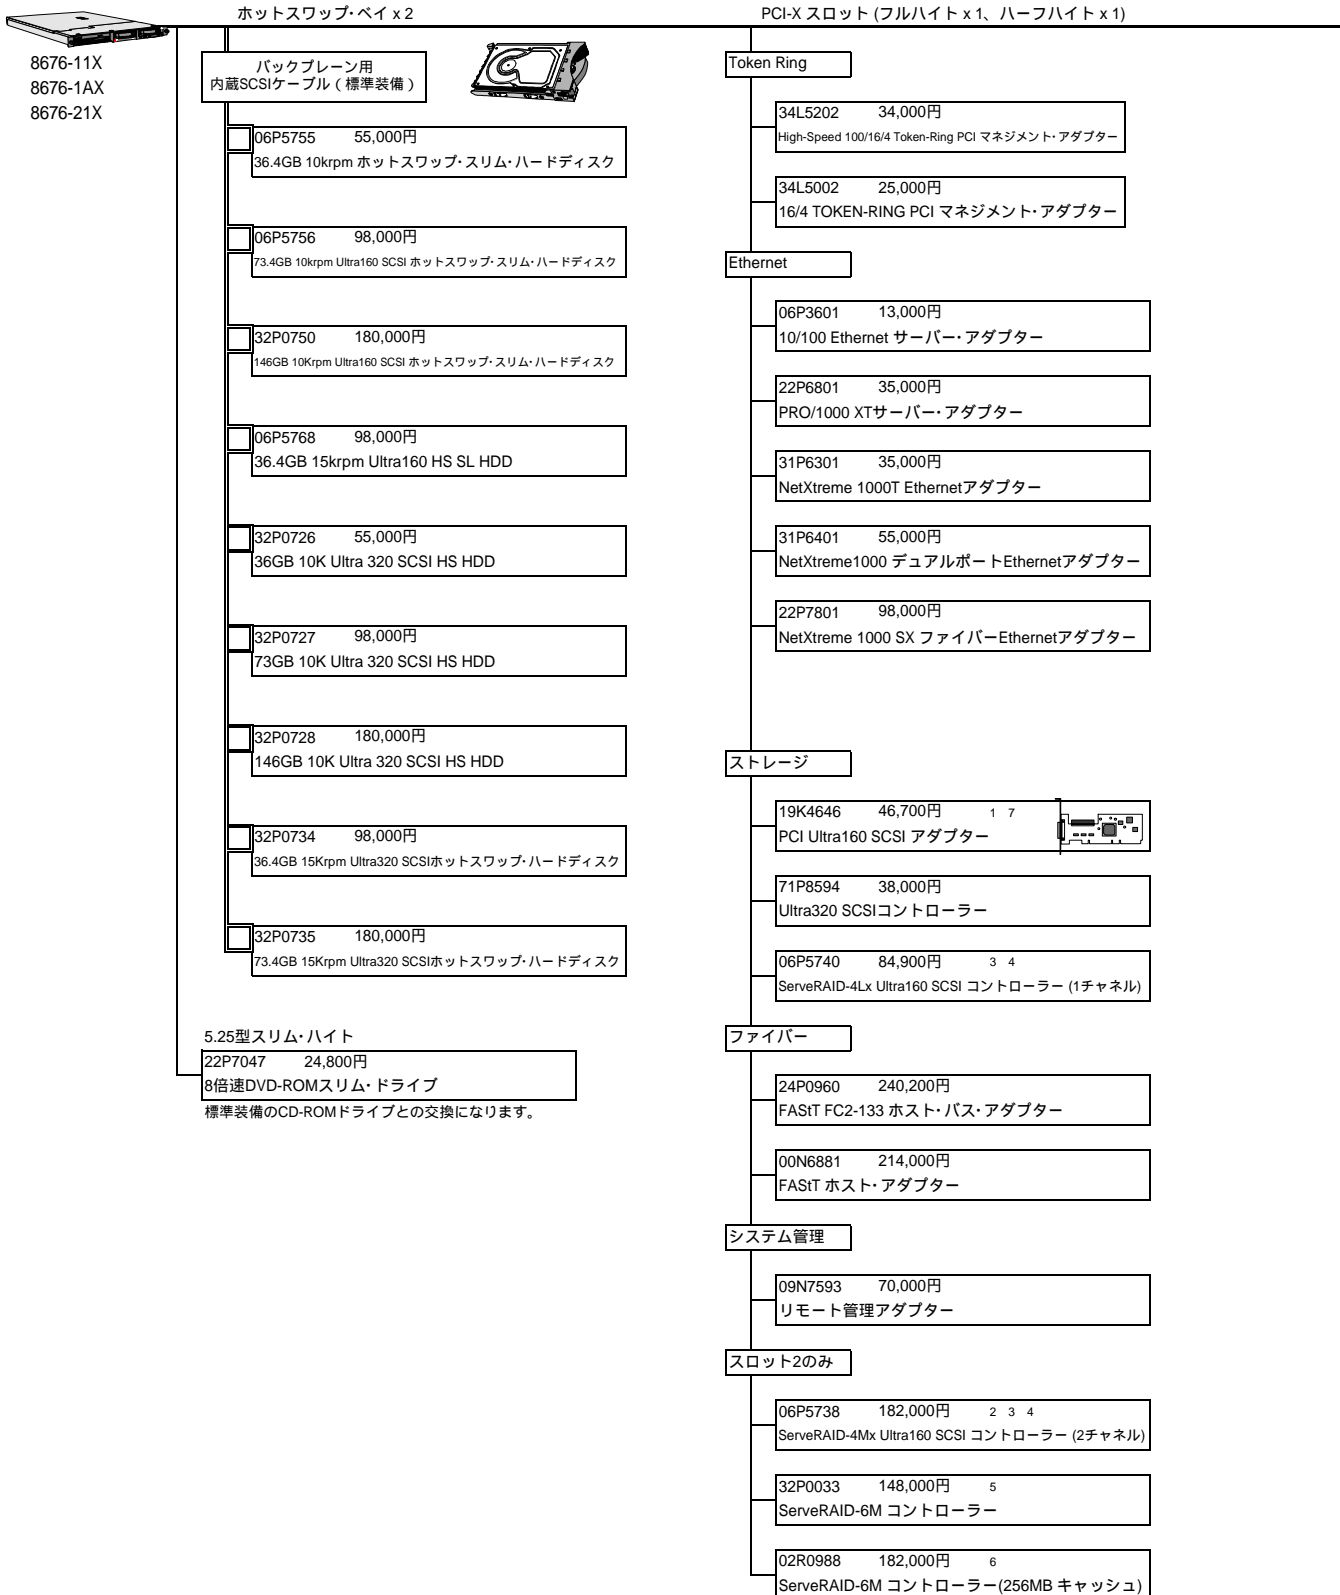 ホットスワップ・ベイ x 2
8676-11X
8676-1AX
8676-21X
バックプレーン用
内蔵SCSIケーブル（標準装備）
06P5755 55,000円
36.4GB 10krpm ホットスワップ・スリム・ハードディスク
06P5756 98,000円
73.4GB 10krpm Ultra160 SCSI ホットスワップ・スリム・ハードディスク
32P0750 180,000円
146GB 10Krpm Ultra160 SCSI ホットスワップ・スリム・ハードディスク
06P5768 98,000円
36.4GB 15krpm Ultra160 HS SL HDD
32P0726 55,000円
36GB 10K Ultra 320 SCSI HS HDD
32P0727 98,000円
73GB 10K Ultra 320 SCSI HS HDD
32P0728 180,000円
146GB 10K Ultra 320 SCSI HS HDD
32P0734 98,000円
36.4GB 15Krpm Ultra320 SCSIホットスワップ・ハードディスク
32P0735 180,000円
73.4GB 15Krpm Ultra320 SCSIホットスワップ・ハードディスク
5.25型スリム・ハイト
22P7047 24,800円
8倍速DVD-ROMスリム・ドライブ
標準装備のCD-ROMドライブとの交換になります。
PCI-X スロット (フルハイト x 1、ハーフハイト x 1)
Token Ring
34L5202 34,000円
High-Speed 100/16/4 Token-Ring PCI マネジメント・アダプター
34L5002 25,000円
16/4 TOKEN-RING PCI マネジメント・アダプター
Ethernet
06P3601 13,000円
10/100 Ethernet サーバー・アダプター
22P6801 35,000円
PRO/1000 XTサーバー・アダプター
31P6301 35,000円
NetXtreme 1000T Ethernetアダプター
31P6401 55,000円
NetXtreme1000 デュアルポートEthernetアダプター
22P7801 98,000円
NetXtreme 1000 SX ファイバーEthernetアダプター
ストレージ
19K4646 46,700円 1 7
PCI Ultra160 SCSI アダプター
71P8594 38,000円
Ultra320 SCSIコントローラー
06P5740 84,900円 3 4
ServeRAID-4Lx Ultra160 SCSI コントローラー (1チャネル)
ファイバー
24P0960 240,200円
FAStT FC2-133 ホスト・バス・アダプター
00N6881 214,000円
FAStT ホスト・アダプター
システム管理
09N7593 70,000円
リモート管理アダプター
スロット2のみ
06P5738 182,000円 2 3 4
ServeRAID-4Mx Ultra160 SCSI コントローラー (2チャネル)
32P0033 148,000円 5
ServeRAID-6M コントローラー
02R0988 182,000円 6
ServeRAID-6M コントローラー(256MB キャッシュ)